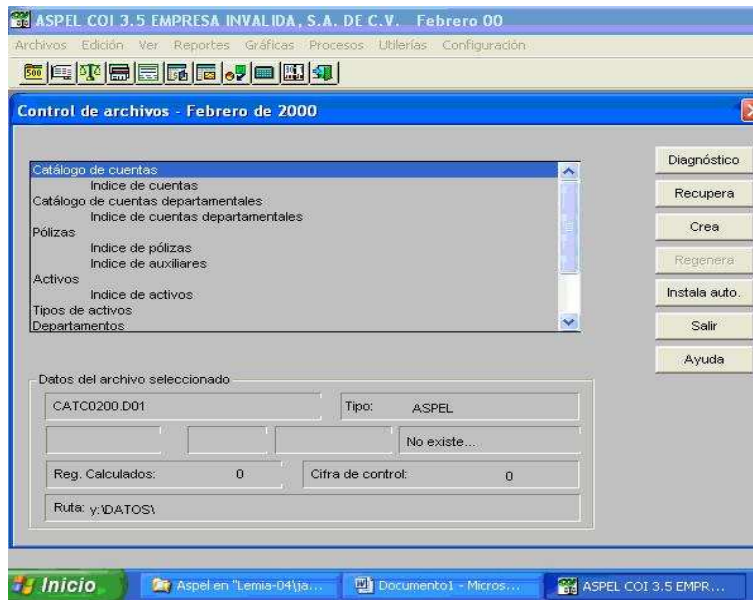 ASPEL COI 3.5 EMPRESA INVALIDA, S.A. DE C.V. Febrero 00
Archivos Edición Ver Reportes Gráficas Procesos Utilerías Configuración
500
Control de archivos - Febrero de 2000
Catálogo de cuentas
Indice de cuentas
Catálogo de cuentas departamentales
Indice de cuentas departamentales
Pólizas
Indice de pólizas
Indice de auxiliares
Activos
Indice de activos
Tipos de activos
Departamentos
Diagnóstico
Recupera
Crea
Regenera
Instala auto.
Salir
Ayuda
Datos del archivo seleccionado
CATC0200.D01 Tipo: ASPEL
No existe...
Reg. Calculados: 0 Cifra de control: 0
Ruta: y:\DATOS\
Inicio Aspel en "Lemia-04\ja... Documento1 - Micros... ASPEL COI 3.5 EMPR...